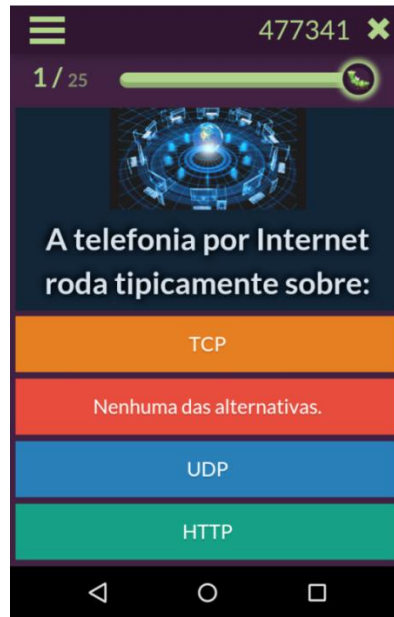 477341 ✖
1 / 25
A telefonia por Internet
roda tipicamente sobre:
TCP
Nenhuma das alternativas.
UDP
HTTP